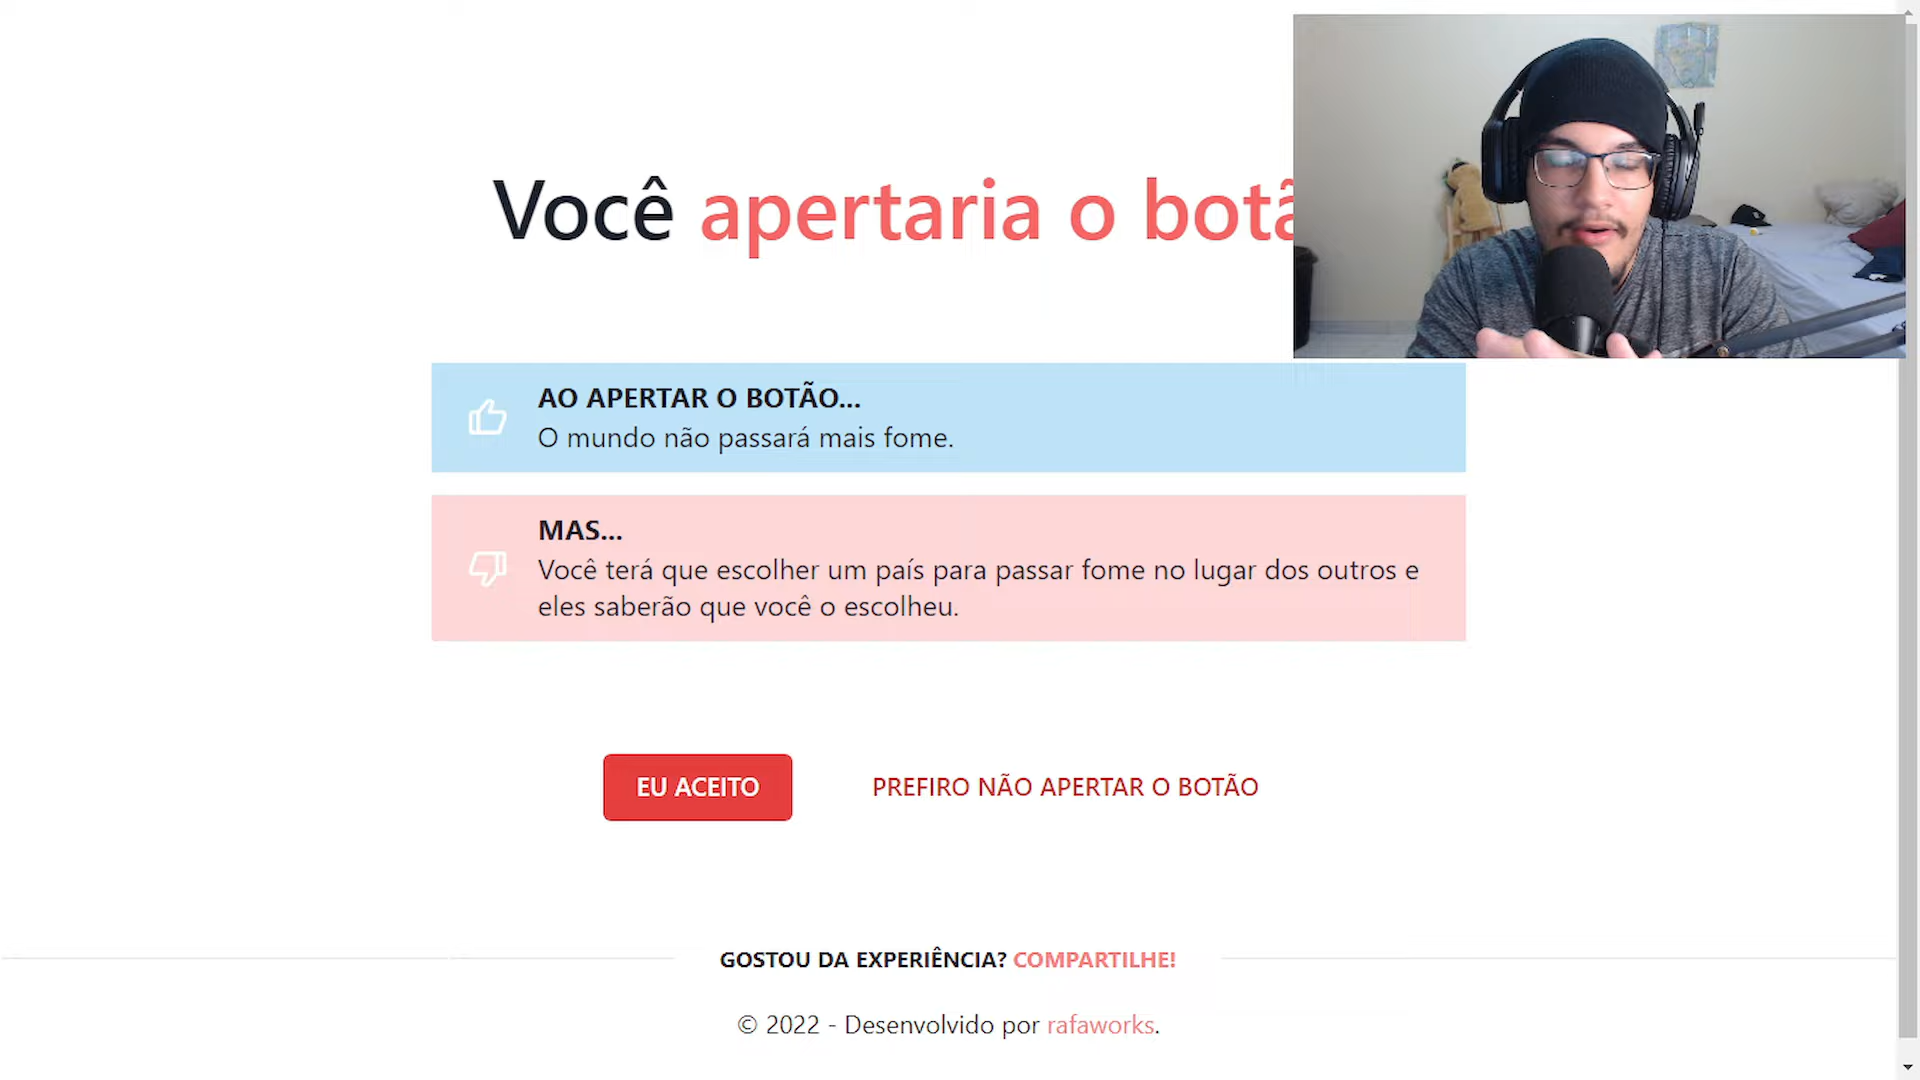 Você apertaria o botã
AO APERTAR O BOTÃO...
O mundo não passará mais fome.
MAS...
Você terá que escolher um país para passar fome no lugar dos outros e
eles saberão que você o escolheu.
EU ACEITO
PREFIRO NÃO APERTAR O BOTÃO
GOSTOU DA EXPERIÊNCIA? COMPARTILHE!
© 2022 - Desenvolvido por rafaworks.